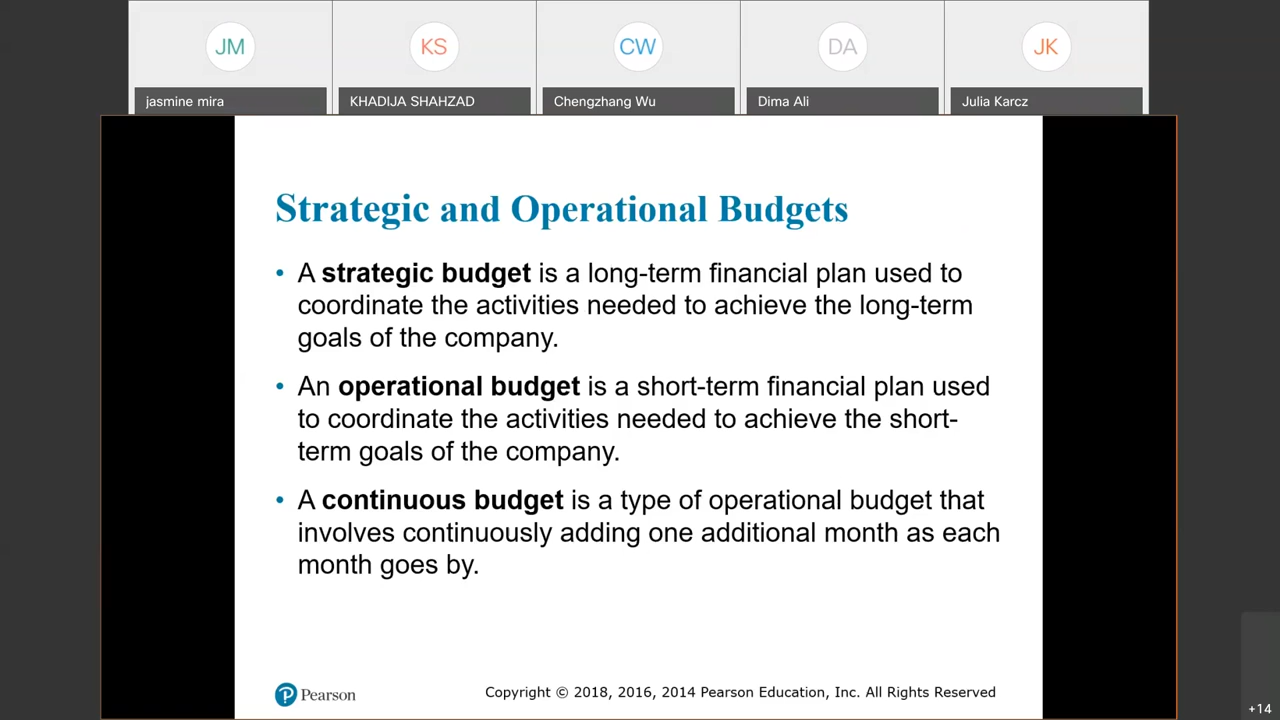 JM
KS
CW
DA
JK
jasmine mira
KHADIJA SHAHZAD
Chengzhang Wu
Dima Ali
Julia Karcz
Strategic and Operational Budgets
• A strategic budget is a long-term financial plan used to
coordinate the activities needed to achieve the long-term
goals of the company.
• An operational budget is a short-term financial plan used
to coordinate the activities needed to achieve the short-
term goals of the company.
• A continuous budget is a type of operational budget that
involves continuously adding one additional month as each
month goes by.
P Pearson
Copyright © 2018, 2016, 2014 Pearson Education, Inc. All Rights Reserved
+14